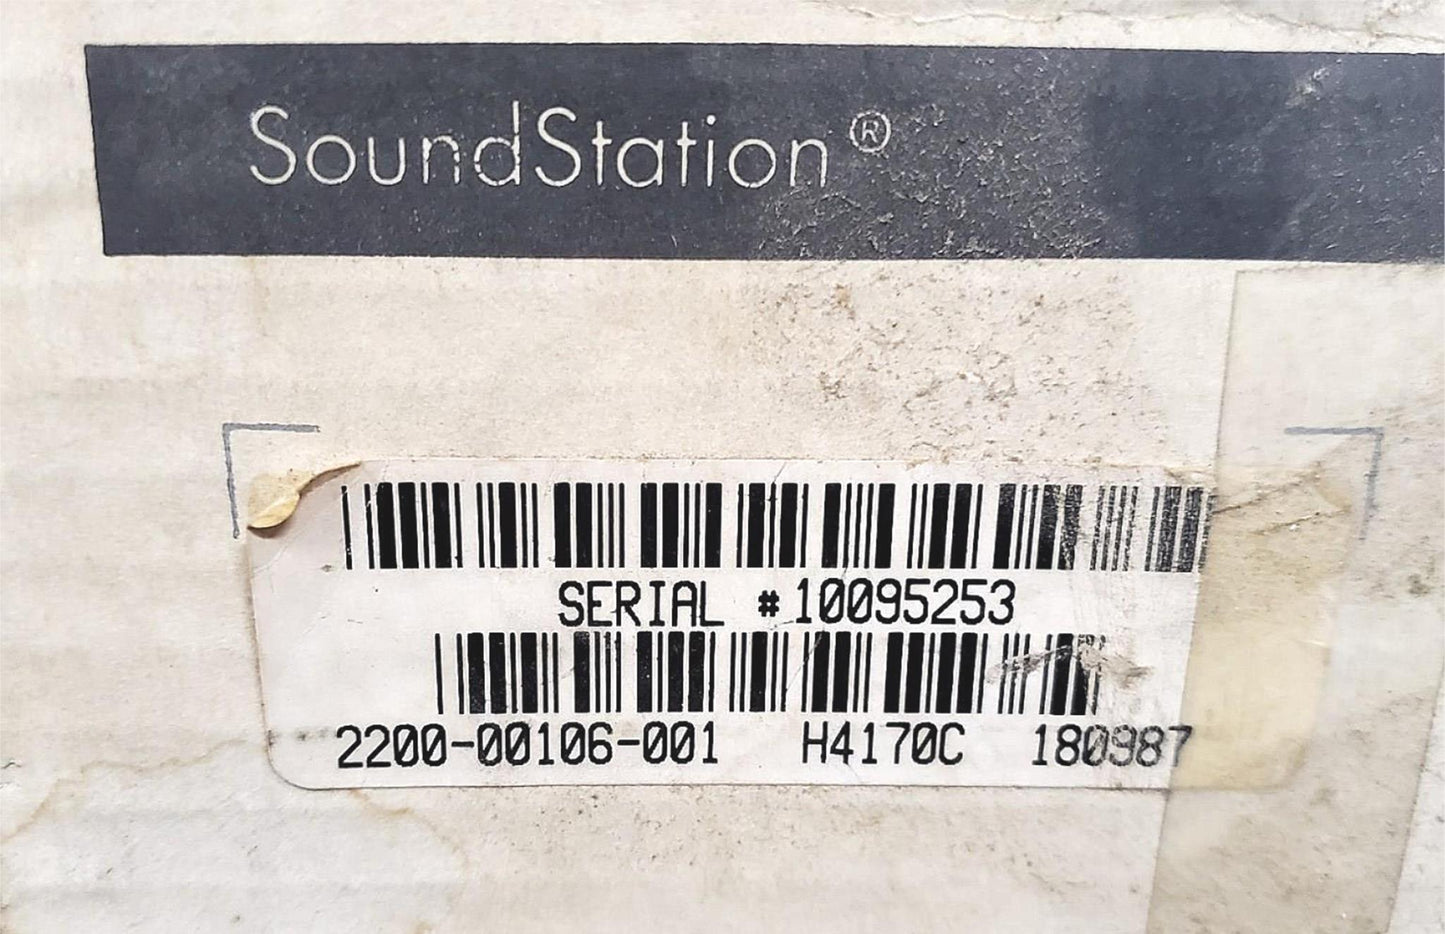 SoundStation®
SERIAL #10095253
2200-00106-001 H4170C 180987